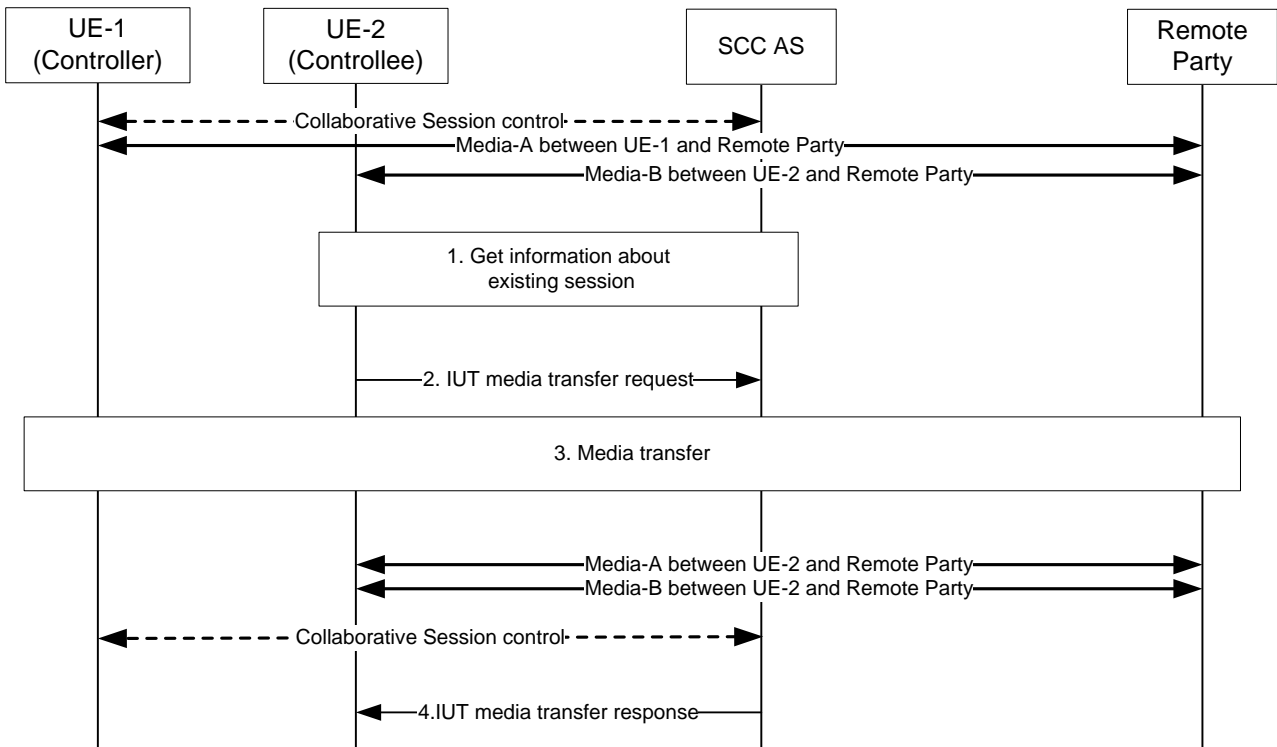 UE-1
(Controller)
UE-2
(Controllee)
SCC AS
Remote
Party
Collaborative Session control
Media-A between UE-1 and Remote Party
Media-B between UE-2 and Remote Party
1. Get information about
existing session
2. IUT media transfer request
3. Media transfer
Media-A between UE-2 and Remote Party
Media-B between UE-2 and Remote Party
Collaborative Session control
4.IUT media transfer response